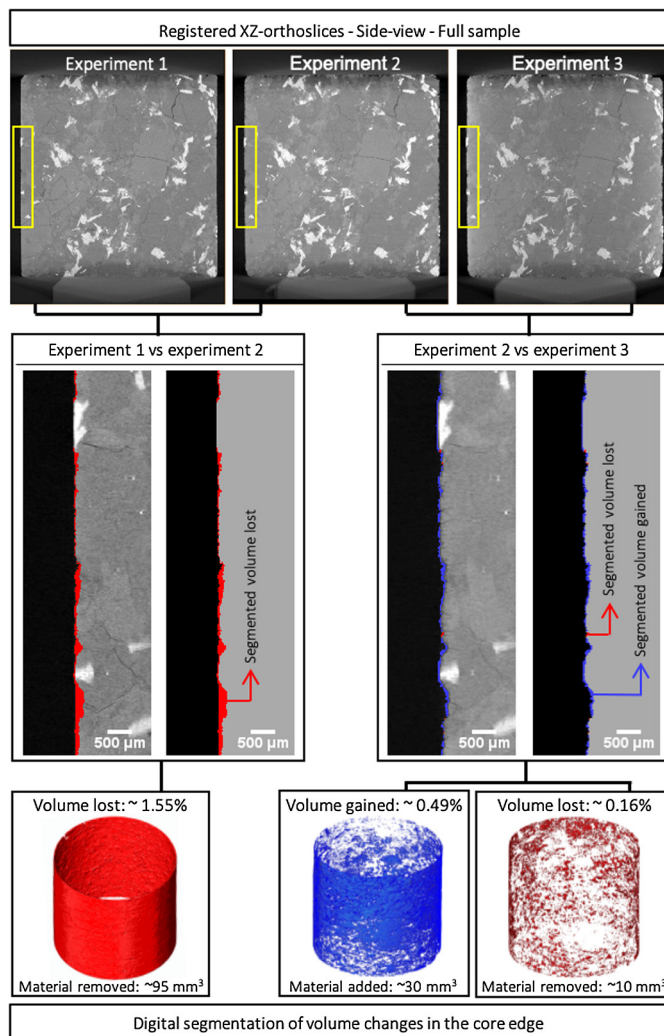 Registered XZ-orthoslices - Side-view - Full sample
Experiment 1
Experiment 2
Experiment 3
Experiment 1 vs experiment 2
Segmented volume lost
500 µm
500 µm
Experiment 2 vs experiment 3
Segmented volume lost
Segmented volume gained
500 µm
500 µm
Volume lost: ~ 1.55%
Material removed: ~95 mm³
Volume gained: ~ 0.49%
Material added: ~30 mm³
Volume lost: ~ 0.16%
Material removed: ~10 mm³
Digital segmentation of volume changes in the core edge